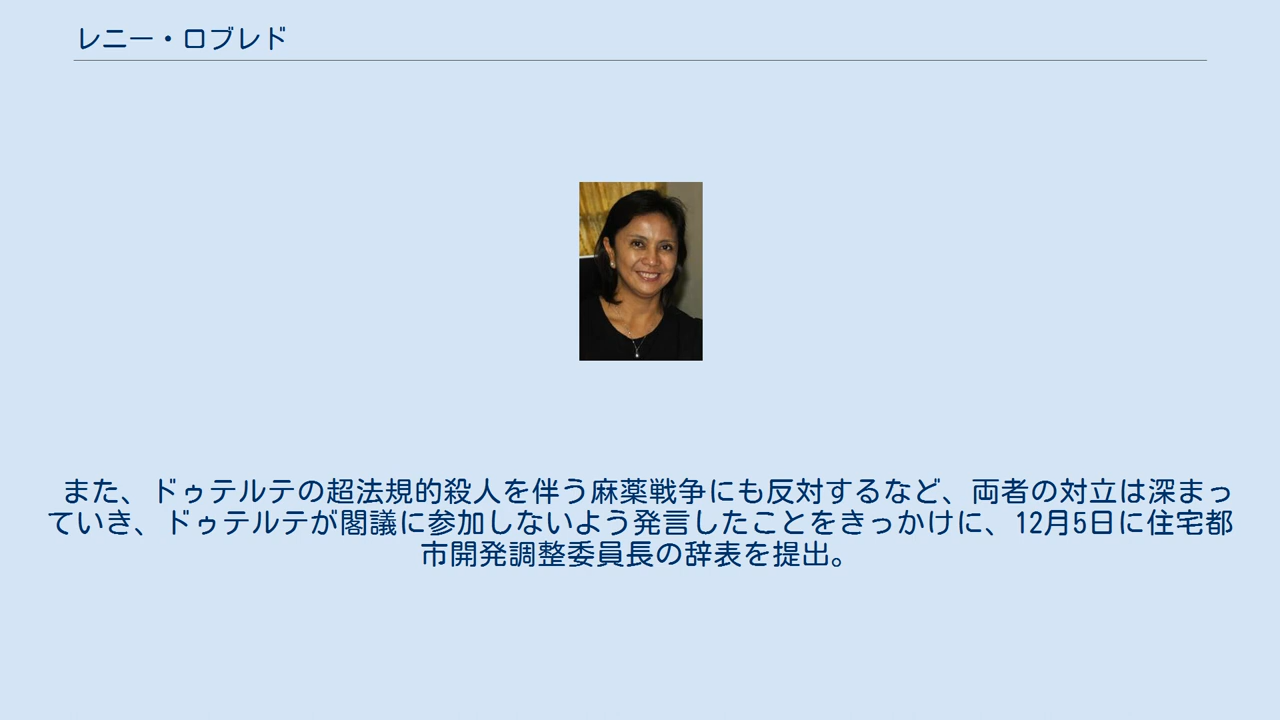 レニー・ロブレド
また、ドゥテルテの超法規的殺人を伴う麻薬戦争にも反対するなど、両者の対立は深まっ
ていき、ドゥテルテが閣議に参加しないよう発言したことをきっかけに、12月5日に住宅都
市開発調整委員長の辞表を提出。